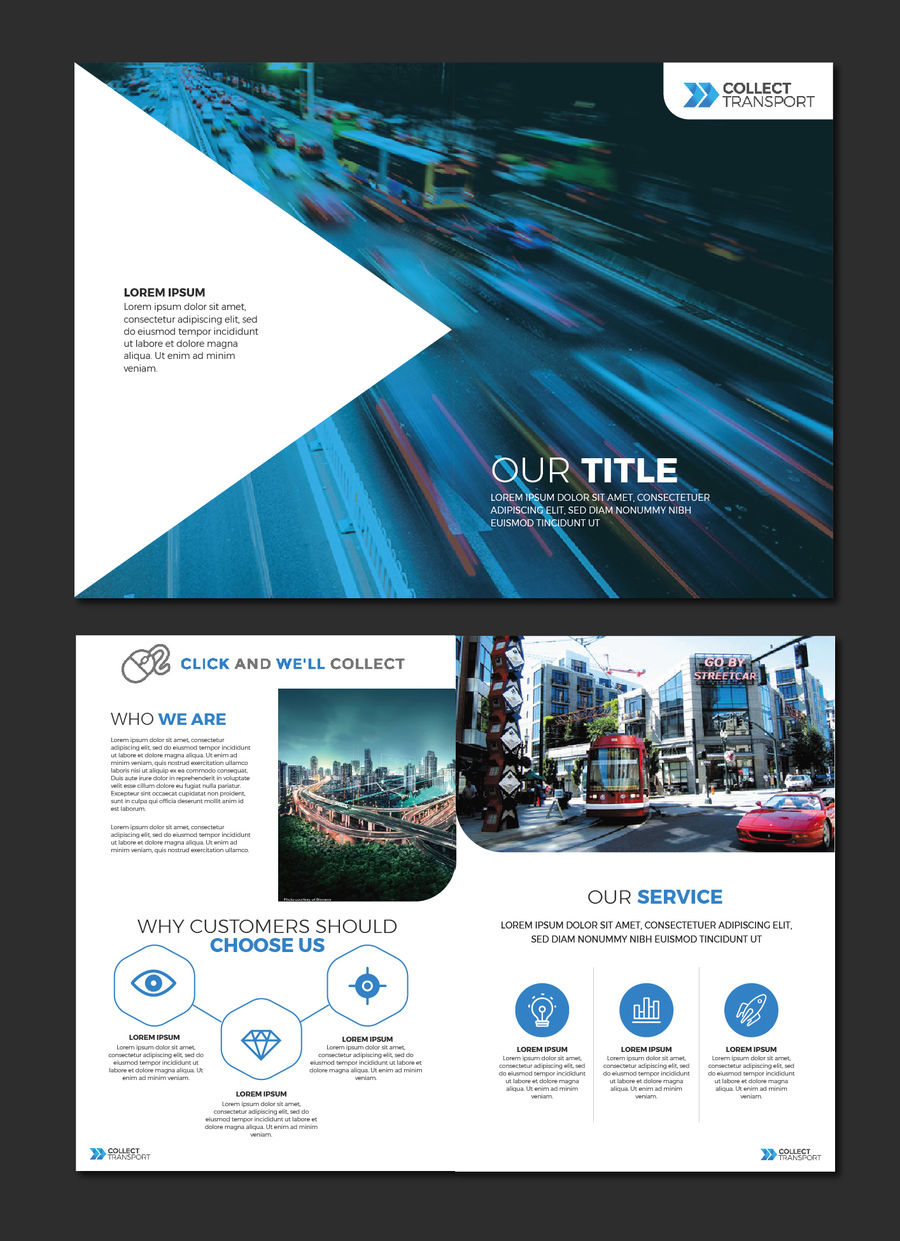 COLLECT
TRANSPORT
LOREM IPSUM
Lorem ipsum dolor sit amet,
consectetur adipiscing elit, sed
do eiusmod tempor incididunt
ut labore et dolore magna
aliqua. Ut enim ad minim
veniam.
OUR TITLE
LOREM IPSUM DOLOR SIT AMET, CONSECTETUER
ADIPISCING ELIT, SED DIAM NONUMMY NIBH
EUISMOD TINCIDUNT UT
CLICK AND WE'LL COLLECT
WHO WE ARE
Lorem ipsum dolor sit amet, consectetur
adipiscing elit, sed do eiusmod tempor incididunt
ut labore et dolore magna aliqua. Ut enim ad
minim veniam, quis nostrud exercitation ullamco
laboris nisi ut aliquip ex ea commodo consequat.
Duis aute irure dolor in reprehenderit in voluptate
velit esse cillum dolore eu fugiat nulla pariatur.
Excepteur sint occaecat cupidatat non proident,
sunt in culpa qui officia deserunt mollit anim id
est laborum.
Lorem ipsum dolor sit amet, consectetur
adipiscing elit, sed do eiusmod tempor incididunt
ut labore et dolore magna aliqua. Ut enim ad
minim veniam, quis nostrud exercitation ullamco.
Flickr courtesy of
WHY CUSTOMERS SHOULD
CHOOSE US
LOREM IPSUM
Lorem ipsum dolor sit amet,
consectetur adipiscing elit, sed do
eiusmod tempor incididunt ut
labore et dolore magna aliqua. Ut
enim ad minim veniam.
LOREM IPSUM
Lorem ipsum dolor sit amet,
consectetur adipiscing elit, sed do
eiusmod tempor incididunt ut
labore et dolore magna aliqua. Ut
enim ad minim
veniam.
LOREM IPSUM
Lorem ipsum dolor sit amet,
consectetur adipiscing elit, sed do
eiusmod tempor incididunt ut
labore et dolore magna aliqua. Ut enim ad minim
veniam.
COLLECT
TRANSPORT
GO BY
STREETCAR
OUR SERVICE
LOREM IPSUM DOLOR SIT AMET, CONSECTETUER ADIPISCING ELIT,
SED DIAM NONUMMY NIBH EUISMOD TINCIDUNT UT
LOREM IPSUM
Lorem ipsum dolor sit amet,
consectetur adipiscing elit, sed
do eiusmod tempor incididunt
ut labore et dolore magna
aliqua. Ut enim ad minim
veniam.
LOREM IPSUM
Lorem ipsum dolor sit amet,
consectetur adipiscing elit, sed
do eiusmod tempor incididunt
ut labore et dolore magna
aliqua. Ut enim ad minim
veniam.
LOREM IPSUM
Lorem ipsum dolor sit amet,
consectetur adipiscing elit, sed
do eiusmod tempor incididunt
ut labore et dolore magna
aliqua. Ut enim ad minim
veniam.
COLLECT
TRANSPORT